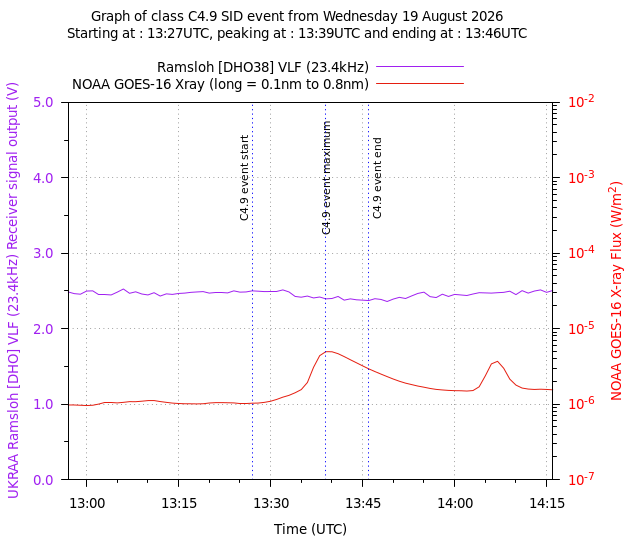 Graph of class C4.9 SID event from Wednesday 19 August 2026
Starting at : 13:27UTC, peaking at : 13:39UTC and ending at : 13:46UTC
Ramsloh [DHO38] VLF (23.4kHz)
NOAA GOES-16 Xray (long = 0.1nm to 0.8nm)
UKRAA Ramsloh [DHO] VLF (23.4kHz) Receiver signal output (V)
5.0
4.0
3.0
2.0
1.0
0.0
C4.9 event start
C4.9 event maximum
C4.9 event end
10-2
10-3
10-4
10-5
10-6
10-7
NOAA GOES-16 X-ray Flux (W/m2)
13:00 13:15 13:30 13:45 14:00 14:15
Time (UTC)